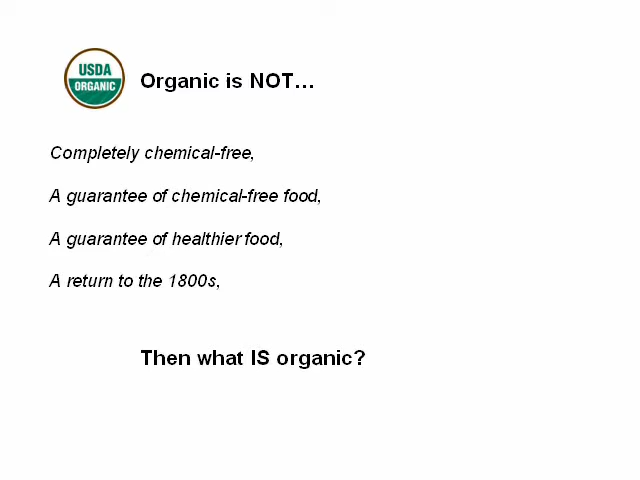 USDA
ORGANIC
Organic is NOT…
Completely chemical-free,
A guarantee of chemical-free food,
A guarantee of healthier food,
A return to the 1800s,
Then what IS organic?